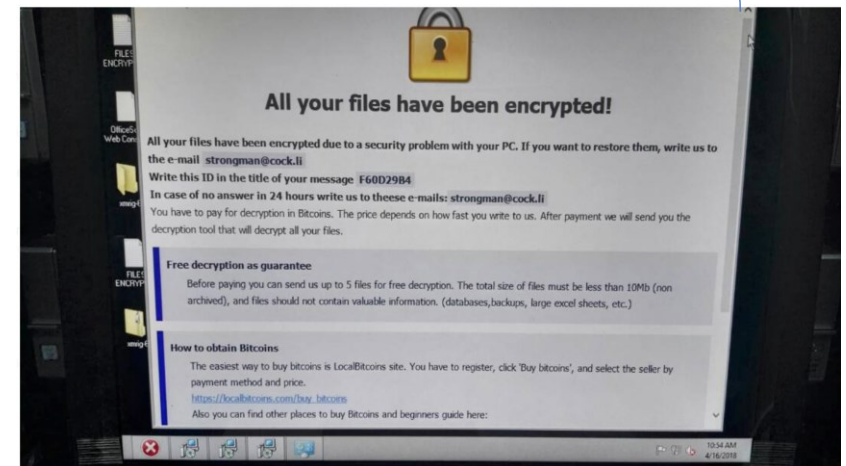 FILES
ENCRYP
OfficeSc
Web Con
xmrig-
FILES
ENCRYP
xmrig-
All your files have been encrypted!
All your files have been encrypted due to a security problem with your PC. If you want to restore them, write us to
the e-mail strongman@cock.li
Write this ID in the title of your message F60D29B4
In case of no answer in 24 hours write us to theese e-mails: strongman@cock.li
You have to pay for decryption in Bitcoins. The price depends on how fast you write to us. After payment we will send you the
decryption tool that will decrypt all your files.
Free decryption as guarantee
Before paying you can send us up to 5 files for free decryption. The total size of files must be less than 10Mb (non
archived), and files should not contain valuable information. (databases,backups, large excel sheets, etc.)
How to obtain Bitcoins
The easiest way to buy bitcoins is LocalBitcoins site. You have to register, click 'Buy bitcoins', and select the seller by
payment method and price.
https://localbitcoins.com/buy_bitcoins
Also you can find other places to buy Bitcoins and beginners guide here:
10:54 AM
4/16/2018